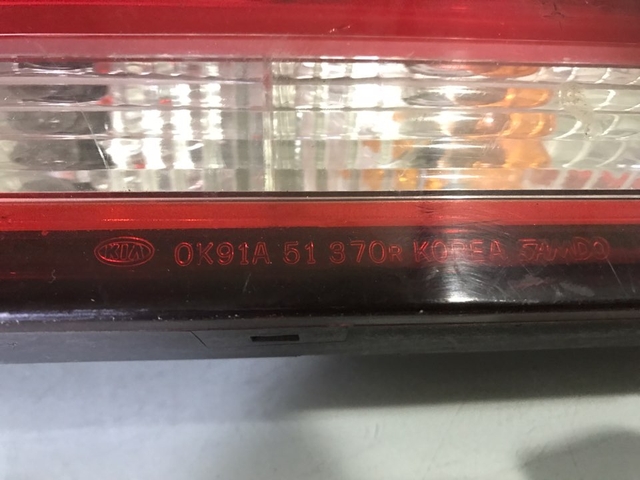 KIA 0K91A 51 370R KOREA SAMDO